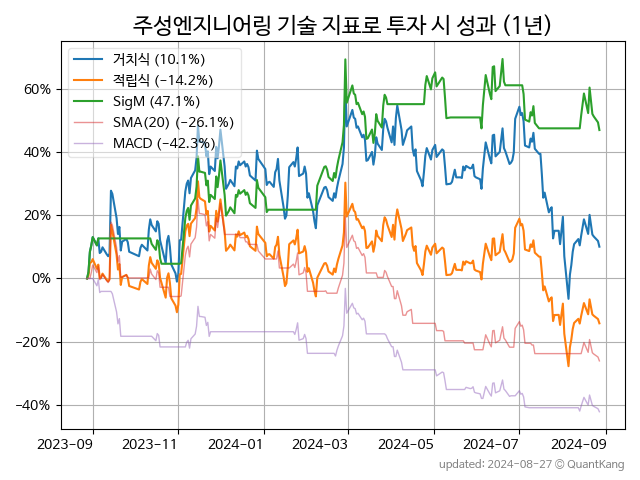 주성엔지니어링 기술 지표로 투자 시 성과 (1년)
거치식 (10.1%)
적립식 (−14.2%)
SigM (47.1%)
SMA(20) (−26.1%)
MACD (−42.3%)
60%
40%
20%
0%
−20%
−40%
2023-09 2023-11 2024-01 2024-03 2024-05 2024-07 2024-09
updated: 2024-08-27 © QuantKang